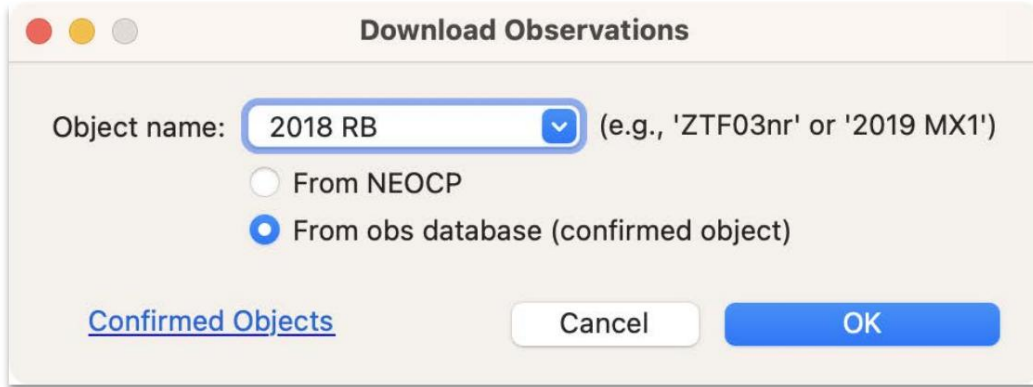 Download Observations
Object name: 2018 RB (e.g., 'ZTF03nr' or '2019 MX1')
From NEOCP
From obs database (confirmed object)
Confirmed Objects Cancel OK